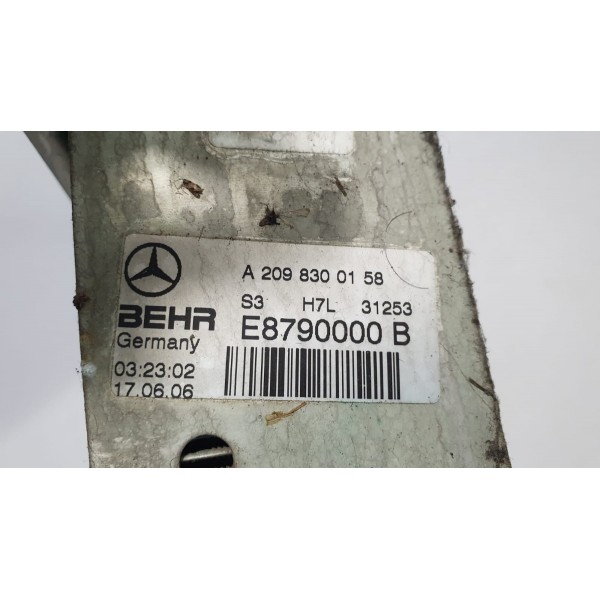 A 209 830 01 58
S3 H7L 31253
BEHR E8790000 B
Germany
03:23:02
17.06.06